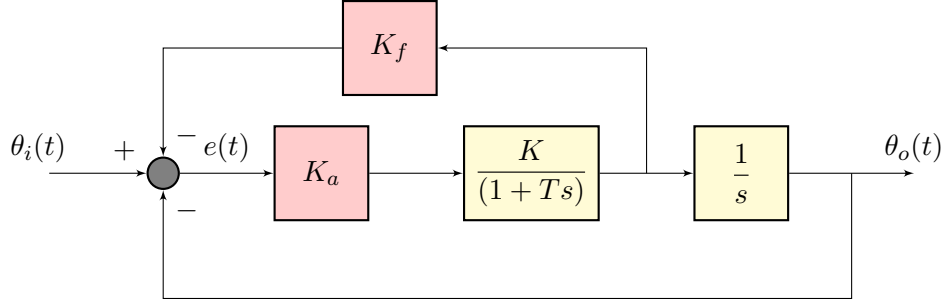 K_f
θ_i(t)
+
−
e(t)
K_a
K
(1 + Ts)
1
s
θ_o(t)
−